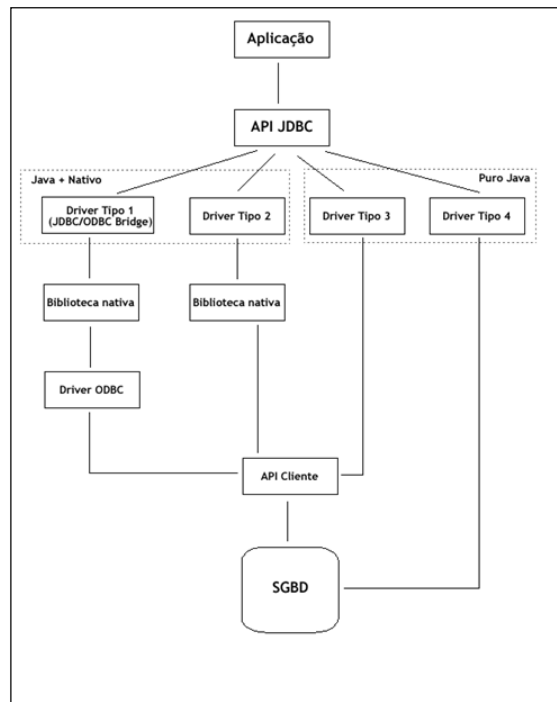 Aplicação
API JDBC
Java + Nativo
Puro Java
Driver Tipo 1
(JDBC/ODBC Bridge)
Driver Tipo 2
Driver Tipo 3
Driver Tipo 4
Biblioteca nativa
Biblioteca nativa
Driver ODBC
API Cliente
SGBD